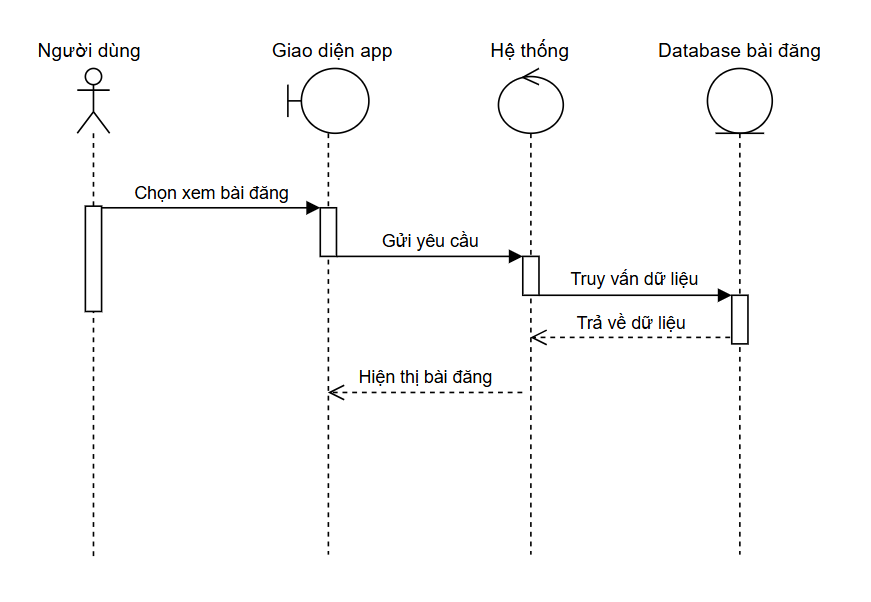 Người dùng
Giao diện app
Hệ thống
Database bài đăng
Chọn xem bài đăng
Gửi yêu cầu
Truy vấn dữ liệu
Trả về dữ liệu
Hiện thị bài đăng